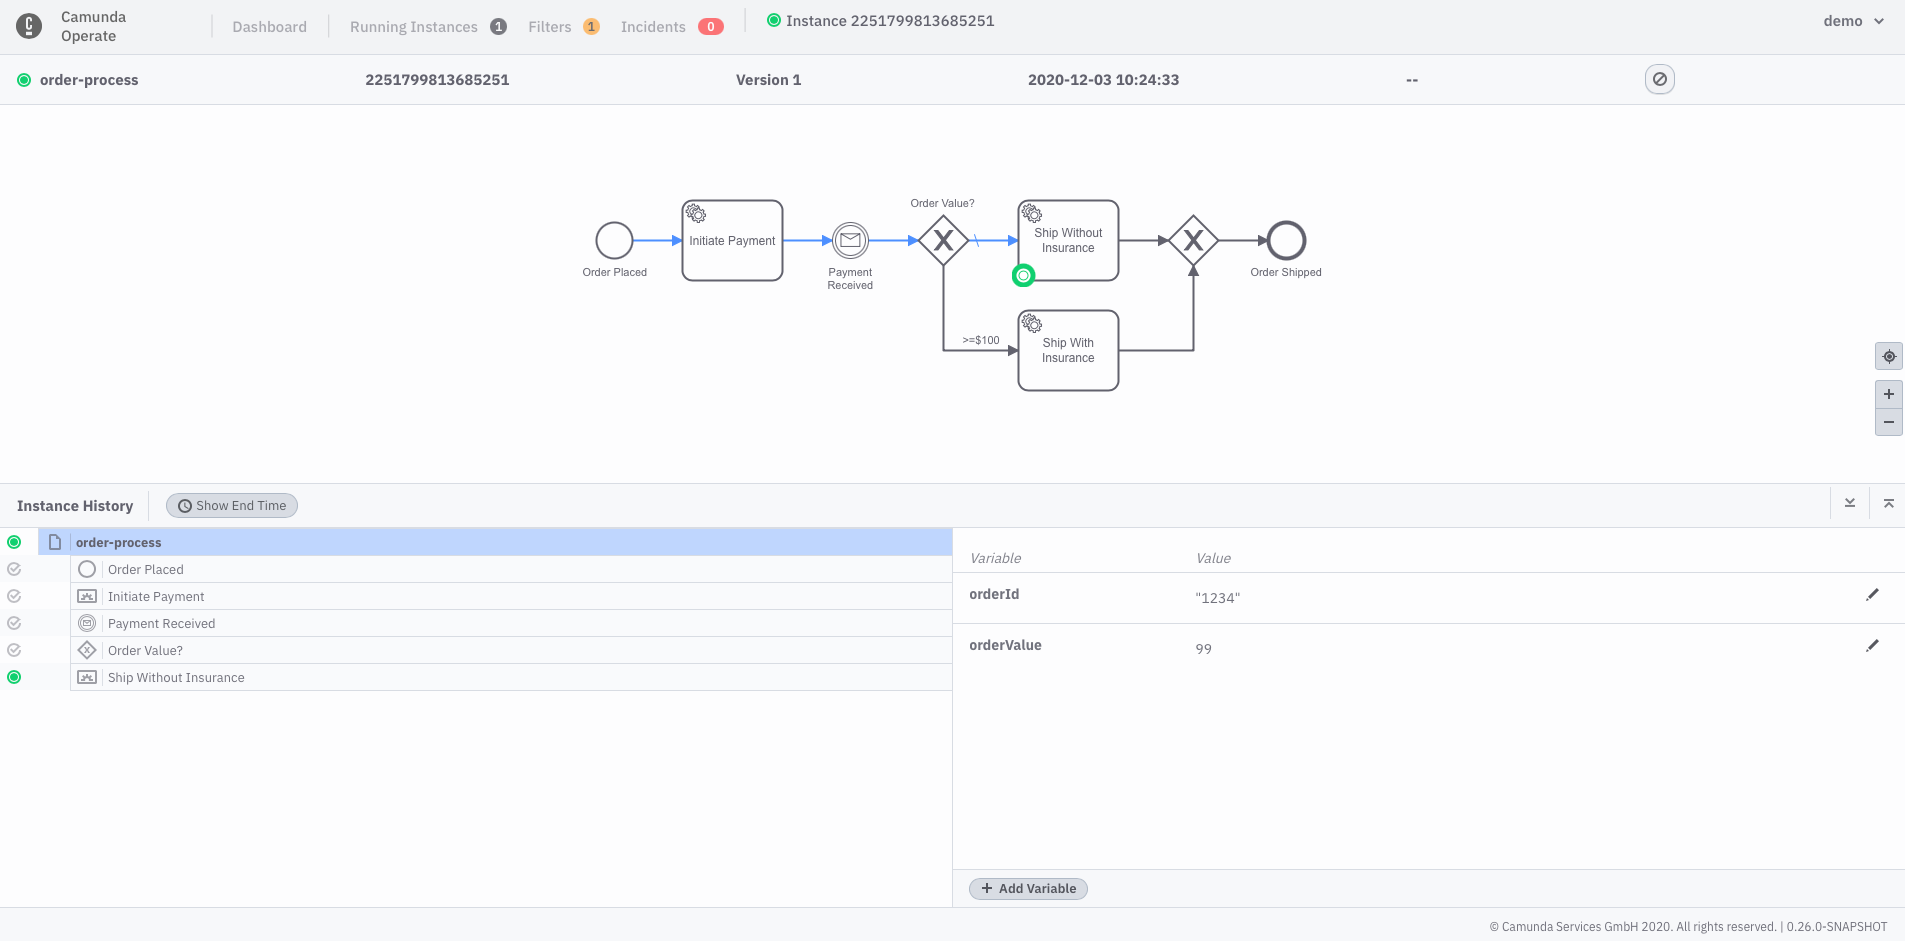 Camunda
Operate
Dashboard
Running Instances 1
Filters 1
Incidents 0
Instance 2251799813685251
demo
order-process 2251799813685251 Version 1 2020-12-03 10:24:33 --
Order Placed
Initiate Payment
Payment
Received
Order Value?
X
Ship Without
Insurance
>=$100
Ship With
Insurance
X
Order Shipped
+
−
Instance History
Show End Time
order-process
Order Placed
Initiate Payment
Payment Received
Order Value?
Ship Without Insurance
Variable Value
orderId "1234"
orderValue 99
+ Add Variable
© Camunda Services GmbH 2020. All rights reserved. | 0.26.0-SNAPSHOT